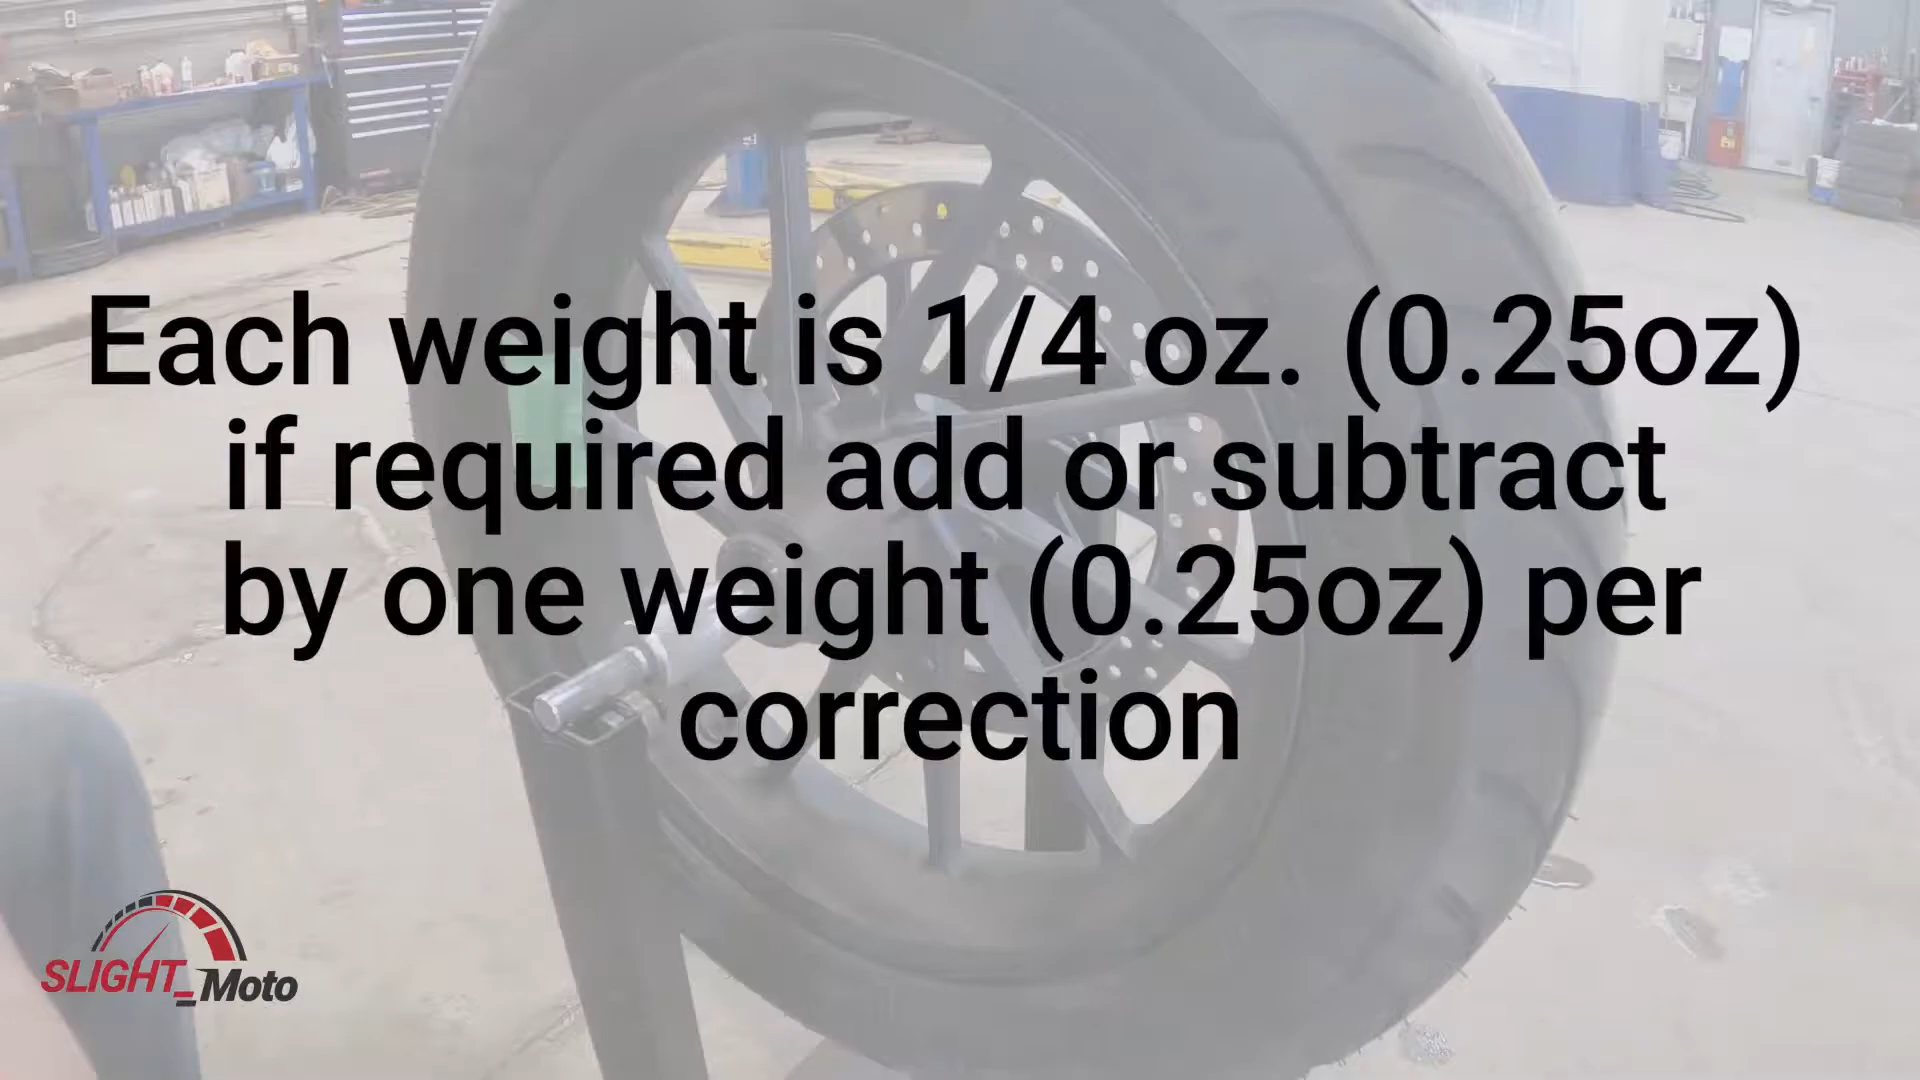 Each weight is 1/4 oz. (0.25oz)
if required add or subtract
by one weight (0.25oz) per
correction
SLIGHT_Moto